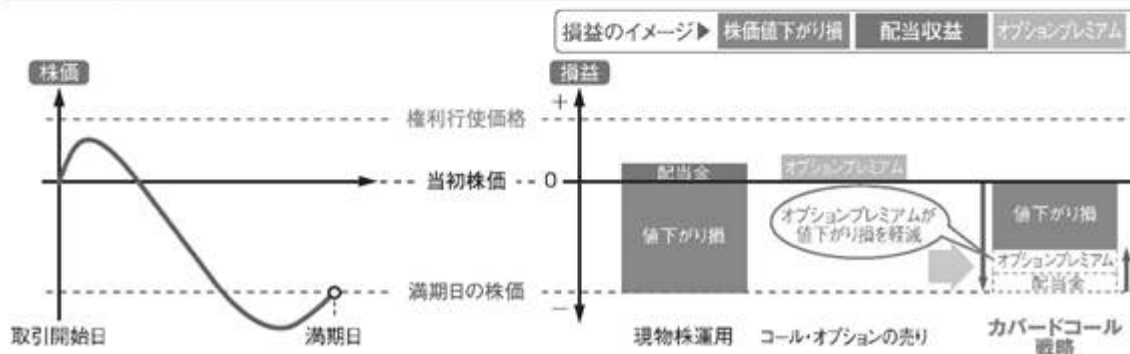 損益のイメージ▶ 株価値下がり損 配当収益 オプションプレミアム
株価
権利行使価格
当初株価
満期日の株価
取引開始日
満期日
損益
+
0
−
配当金
値下がり損
現物株運用
オプションプレミアム
オプションプレミアムが
値下がり損を軽減
コール・オプションの売り
値下がり損
オプションプレミアム
配当金
カバードコール
戦略